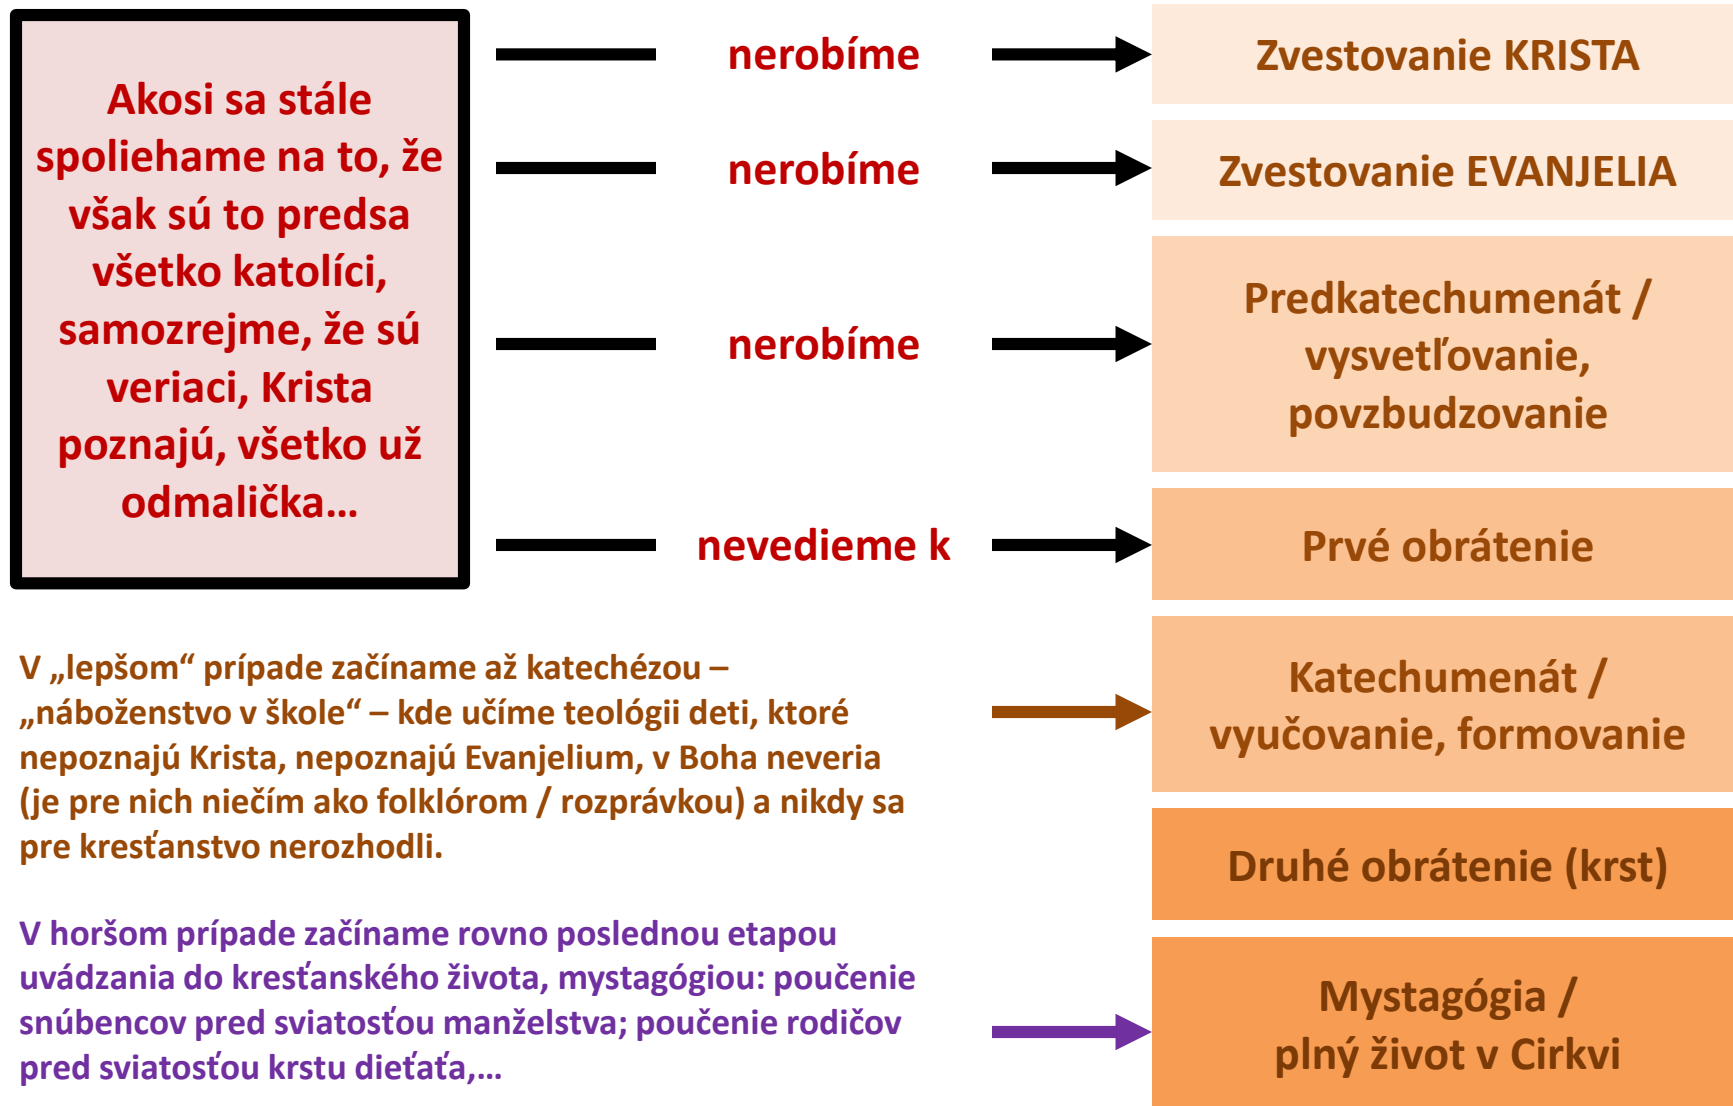 Akosi sa stále
spoliehame na to, že
však sú to predsa
všetko katolíci,
samozrejme, že sú
veriaci, Krista
poznajú, všetko už
odmalička…
nerobíme
Zvestovanie KRISTA
nerobíme
Zvestovanie EVANJELIA
nerobíme
Predkatechumenát /
vysvetľovanie,
povzbudzovanie
nevedieme k
Prvé obrátenie
V „lepšom“ prípade začíname až katechézou –
„náboženstvo v škole“ – kde učíme teológii deti, ktoré
nepoznajú Krista, nepoznajú Evanjelium, v Boha neveria
(je pre nich niečím ako folklórom / rozprávkou) a nikdy sa
pre kresťanstvo nerozhodli.
Katechumenát /
vyučovanie, formovanie
Druhé obrátenie (krst)
V horšom prípade začíname rovno poslednou etapou
uvádzania do kresťanského života, mystagógiou: poučenie
snúbencov pred sviatosťou manželstva; poučenie rodičov
pred sviatosťou krstu dieťaťa,…
Mystagógia /
plný život v Cirkvi